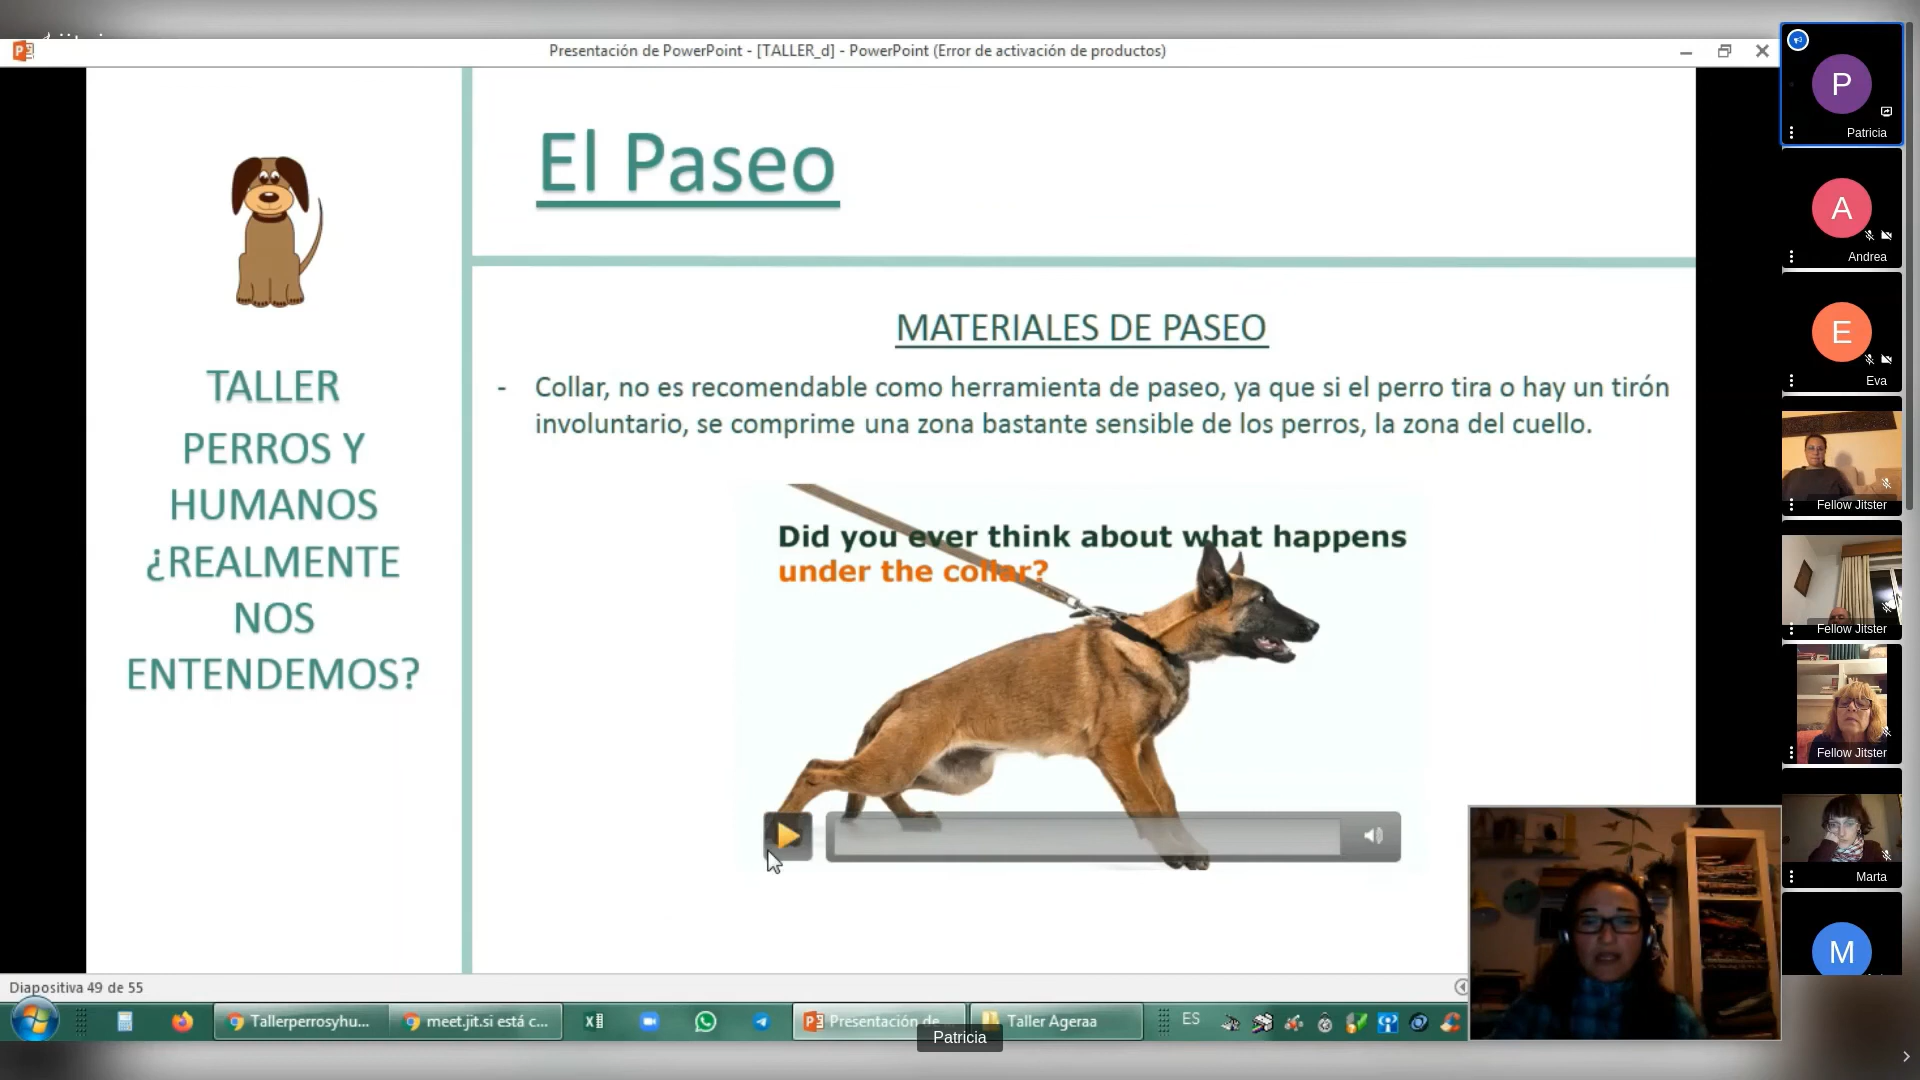 Presentación de PowerPoint - [TALLER_d] - PowerPoint (Error de activación de productos)
El Paseo
TALLER
PERROS Y
HUMANOS
¿REALMENTE
NOS
ENTENDEMOS?
MATERIALES DE PASEO
- Collar, no es recomendable como herramienta de paseo, ya que si el perro tira o hay un tirón
involuntario, se comprime una zona bastante sensible de los perros, la zona del cuello.
Did you ever think about what happens
under the collar?
Diapositiva 49 de 55
Tallerperrosyhu...
meet.jit.si está c...
Presentación de
Taller Ageraa
ES
Patricia
P
Patricia
A
Andrea
E
Eva
Fellow Jitster
Fellow Jitster
Fellow Jitster
Marta
M